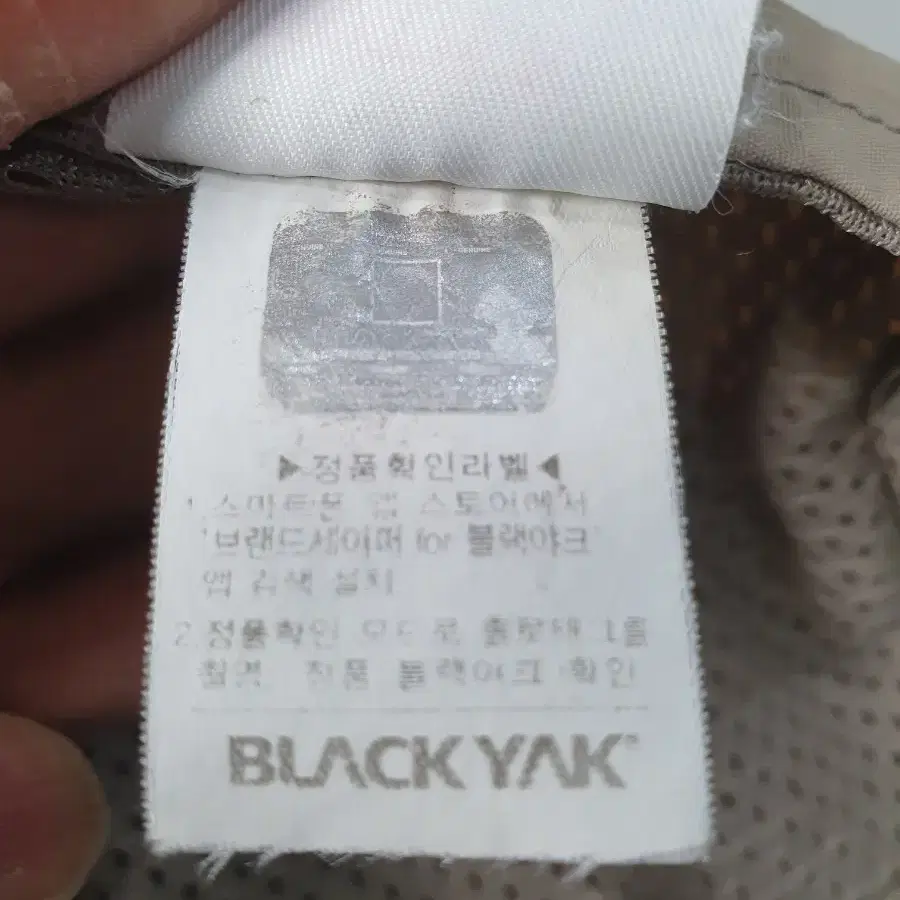 GENUINE
▶정품확인라벨◀
1. 스마트폰 앱 스토어에서
'브랜드세이퍼 for 블랙야크'
앱 검색 설치
2. 정품확인 모드로 홀로그램 1을
촬영, 정품 블랙야크 확인
BLACK YAK